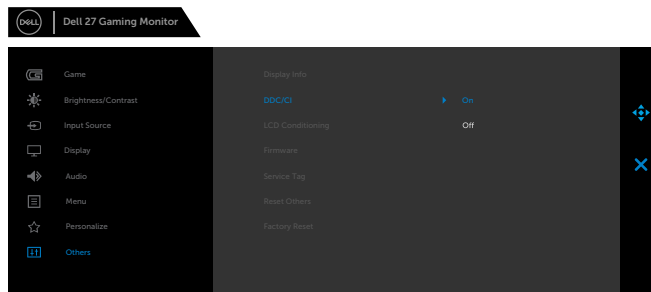 DELL
Dell 27 Gaming Monitor
Game
Display Info
Brightness/Contrast
DDC/CI
On
Input Source
LCD Conditioning
Off
Display
Firmware
Audio
Service Tag
Menu
Reset Others
Personalize
Factory Reset
Others